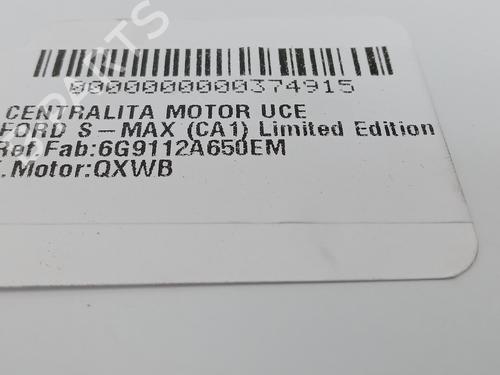 0000000000374915
CENTRALITA MOTOR UCE
FORD S-MAX (CA1) Limited Edition
Ref.Fab:6G9112A650EM
.Motor:QXWB